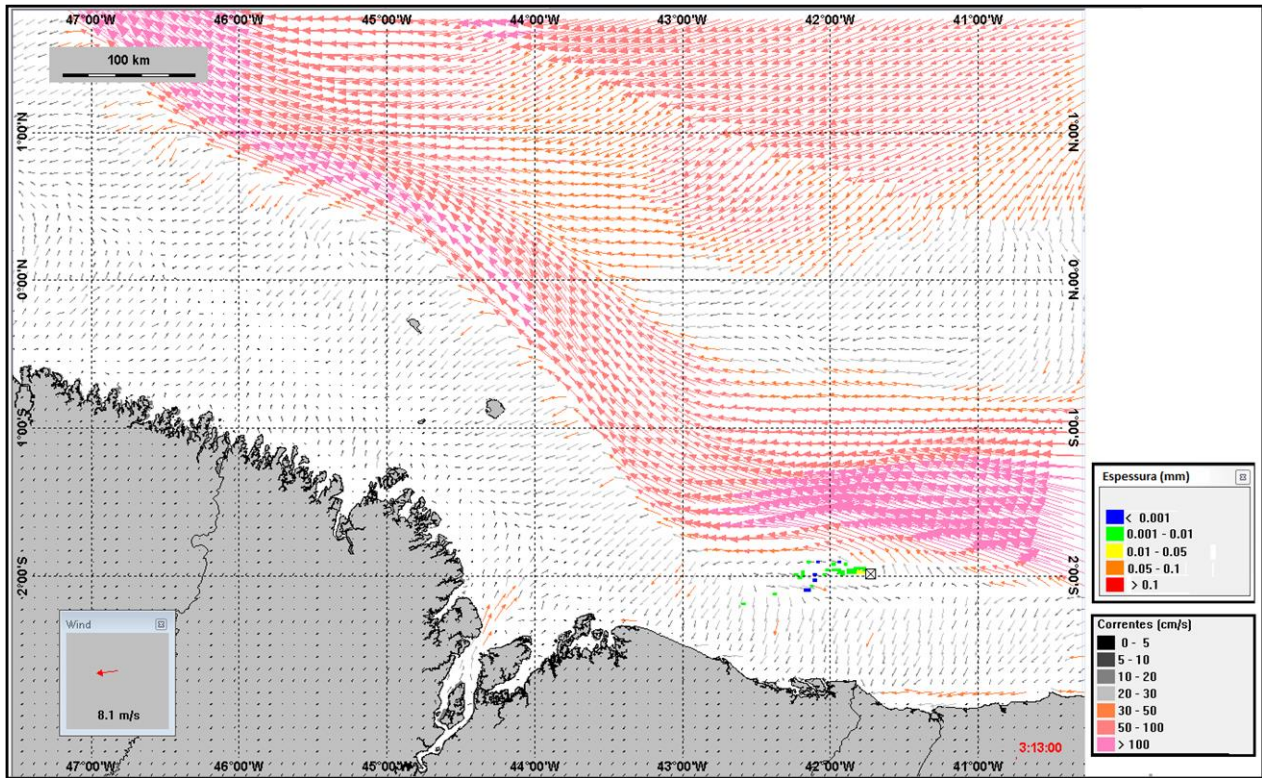 47°00'W 46°00'W 45°00'W 44°00'W 43°00'W 42°00'W 41°00'W
100 km
1°00'N 1°00'N
0°00'N 0°00'N
1°00'S 1°00'S
2°00'S 2°00'S
Espessura (mm)
< 0.001
0.001 - 0.01
0.01 - 0.05
0.05 - 0.1
> 0.1
Wind
8.1 m/s
Correntes (cm/s)
0 - 5
5 - 10
10 - 20
20 - 30
30 - 50
50 - 100
> 100
3:13:00
47°00'W 46°00'W 45°00'W 44°00'W 43°00'W 42°00'W 41°00'W